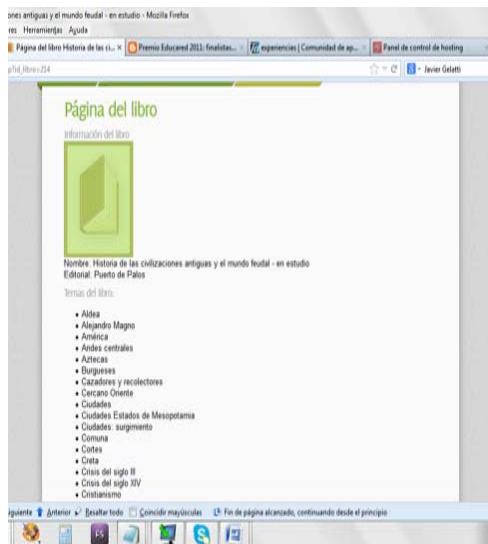 ones antiguas y el mundo feudal - en estudio - Mozilla Firefox
res Herramientas Ayuda
Página del libro Historia de las ci... × Premio Educared 2011: finalistas... experiencias | Comunidad de ap... Panel de control de hosting
p?id_libro=214 Javier Gelatti
Página del libro
Información del libro
Nombre: Historia de las civilizaciones antiguas y el mundo feudal - en estudio
Editorial: Puerto de Palos
Temas del libro:
• Aldea
• Alejandro Magno
• América
• Andes centrales
• Aztecas
• Burgueses
• Cazadores y recolectores
• Cercano Oriente
• Ciudades
• Ciudades Estados de Mesopotamia
• Ciudades: surgimiento
• Comuna
• Cortes
• Creta
• Crisis del siglo III
• Crisis del siglo XIV
• Cristianismo
iguiente Anterior Resaltar todo Coincidir mayúsculas Fin de página alcanzado, continuando desde el principio
FS